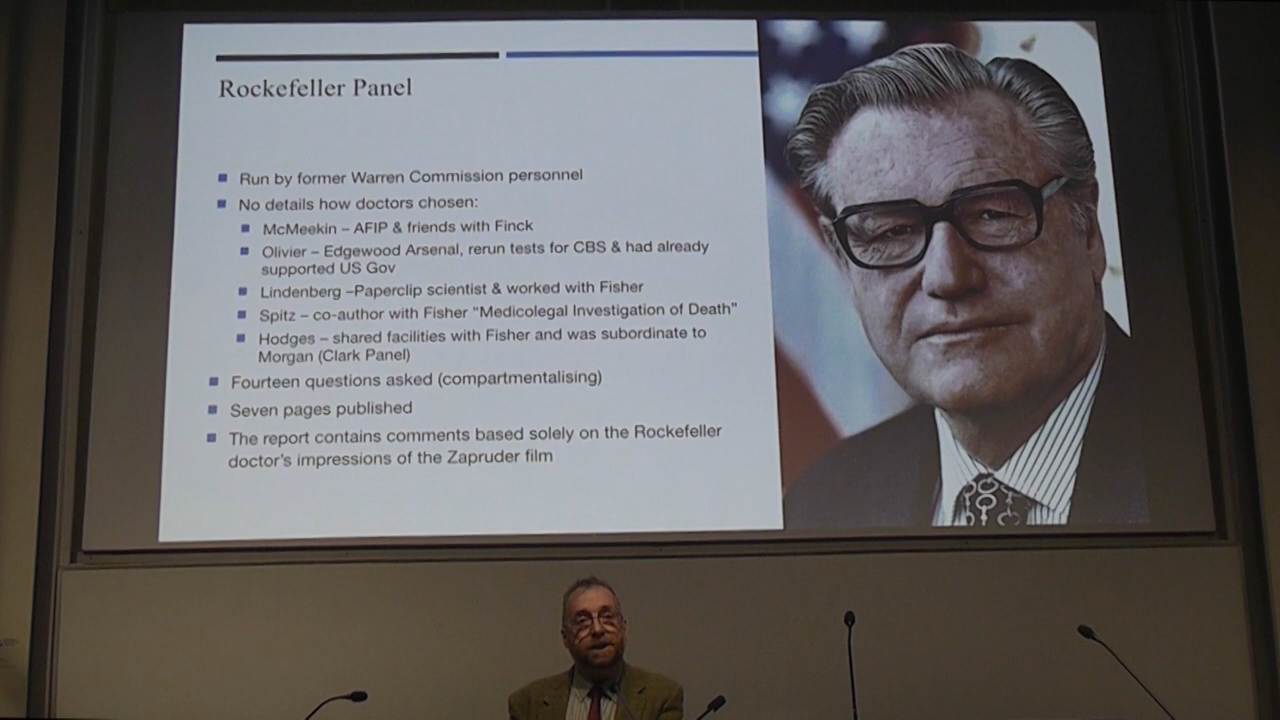 Rockefeller Panel
Run by former Warren Commission personnel
No details how doctors chosen:
McMeekin – AFIP & friends with Finck
Olivier – Edgewood Arsenal, rerun tests for CBS & had already
supported US Gov
Lindenberg –Paperclip scientist & worked with Fisher
Spitz – co-author with Fisher “Medicolegal Investigation of Death”
Hodges – shared facilities with Fisher and was subordinate to
Morgan (Clark Panel)
Fourteen questions asked (compartmentalising)
Seven pages published
The report contains comments based solely on the Rockefeller
doctor’s impressions of the Zapruder film